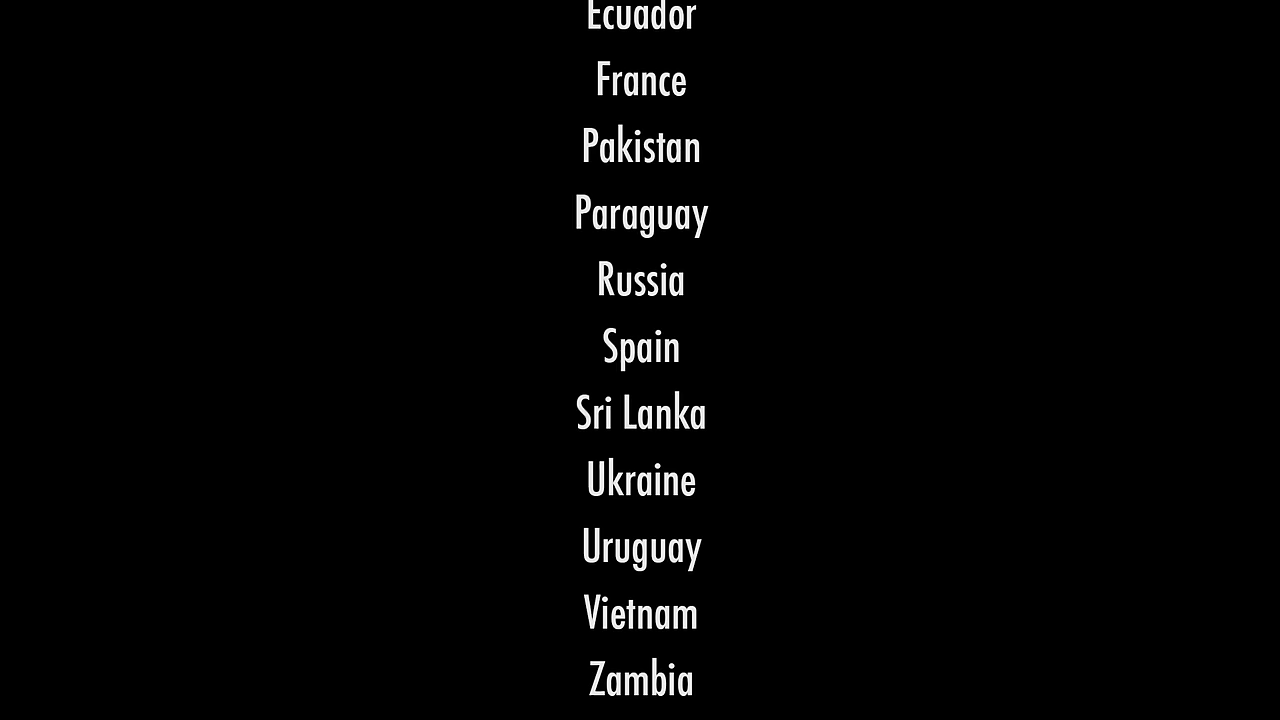 Ecuador
France
Pakistan
Paraguay
Russia
Spain
Sri Lanka
Ukraine
Uruguay
Vietnam
Zambia